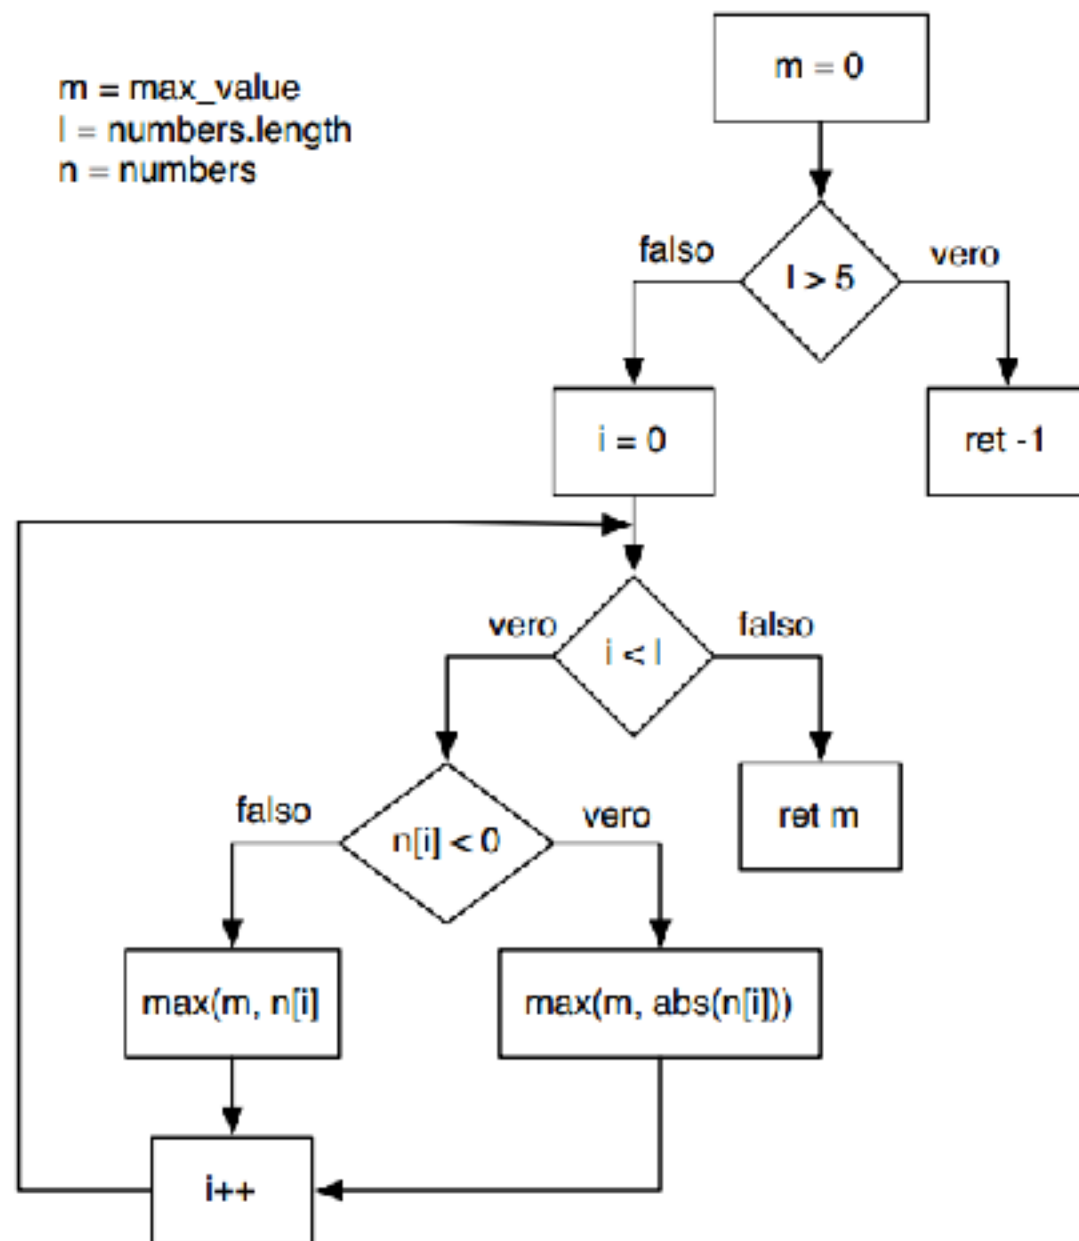 m = max_value
l = numbers.length
n = numbers
m = 0
falso
l > 5
vero
i = 0
ret -1
vero
i < l
falso
falso
n[i] < 0
vero
ret m
max(m, n[i]
max(m, abs(n[i]))
i++